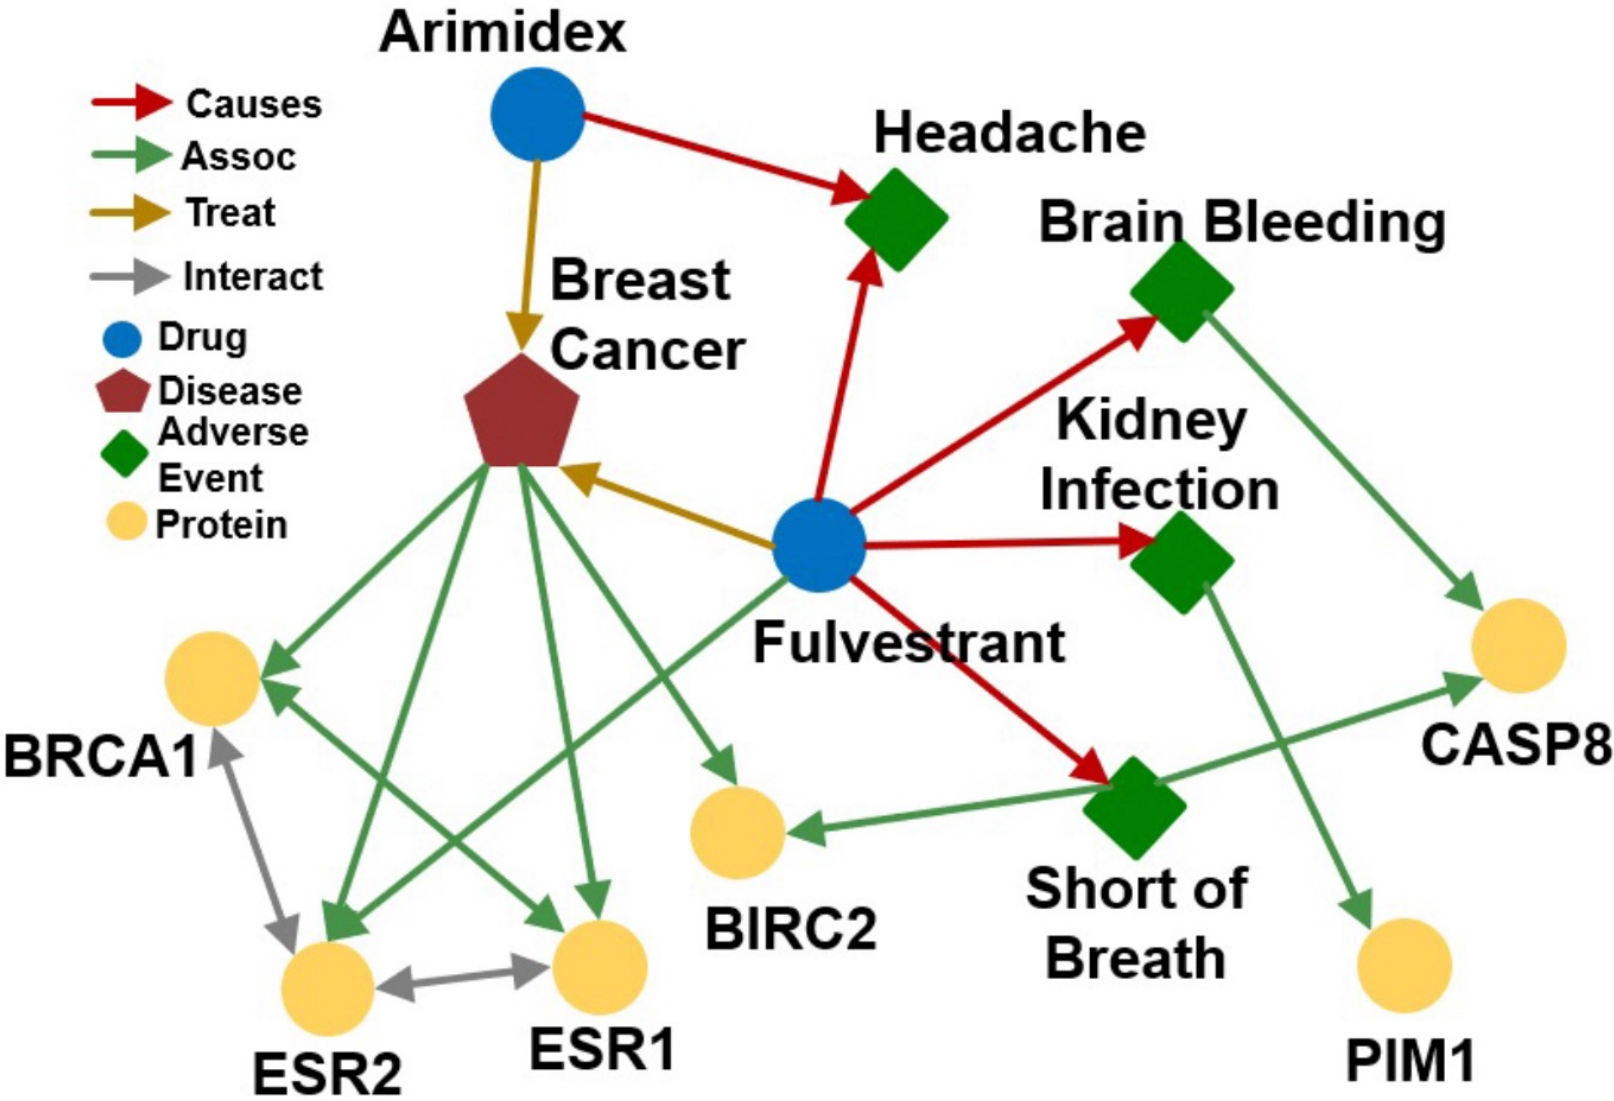 Arimidex
Causes
Assoc
Treat
Interact
Drug
Disease
Adverse
Event
Protein
Headache
Brain Bleeding
Breast
Cancer
Kidney
Infection
Fulvestrant
BRCA1
CASP8
BIRC2
Short of
Breath
ESR2
ESR1
PIM1